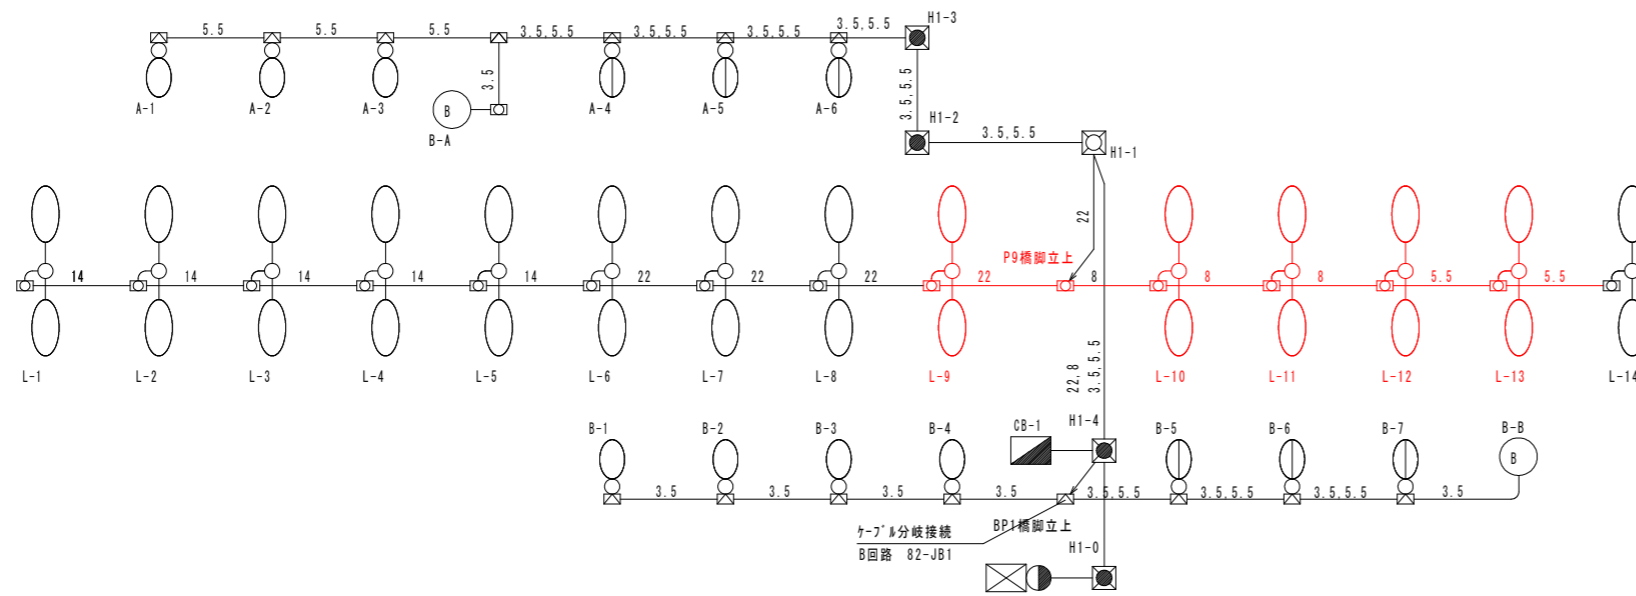 5.5 5.5 5.5 3.5,5.5 3.5,5.5 3.5,5.5 3.5,5.5 H1-3
3.5
3.5,5.5
A-1 A-2 A-3 B A-4 A-5 A-6
B-A
H1-2 3.5,5.5 H1-1
22
P9橋脚立上
14 14 14 14 14 22 22 22 22 8 8 8 5.5 5.5
L-1 L-2 L-3 L-4 L-5 L-6 L-7 L-8 L-9 L-10 L-11 L-12 L-13 L-14
22,8
3.5,5.5
B-1 B-2 B-3 B-4 CB-1 H1-4 B-5 B-6 B-7 B-B
B
3.5 3.5 3.5 3.5 3.5,5.5 3.5,5.5 3.5,5.5 3.5
ケーブル分岐接続 BP1橋脚立上
B回路 82-JB1 H1-0